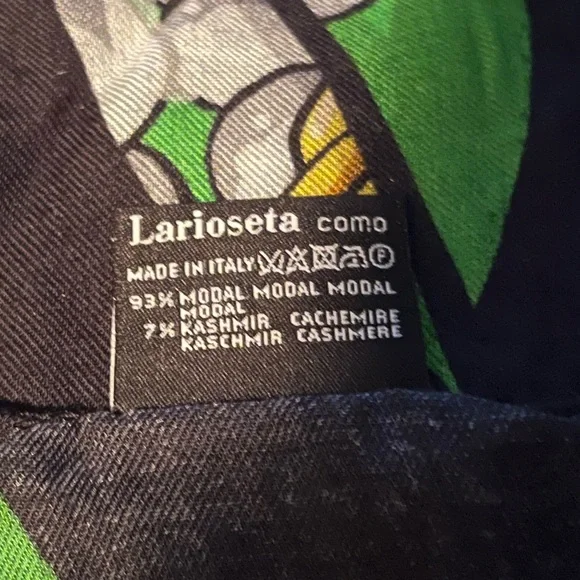 Larioseta como
MADE IN ITALY
93% MODAL MODAL MODAL
MODAL
7% KASHMIR CACHEMIRE
KASCHMIR CASHMERE